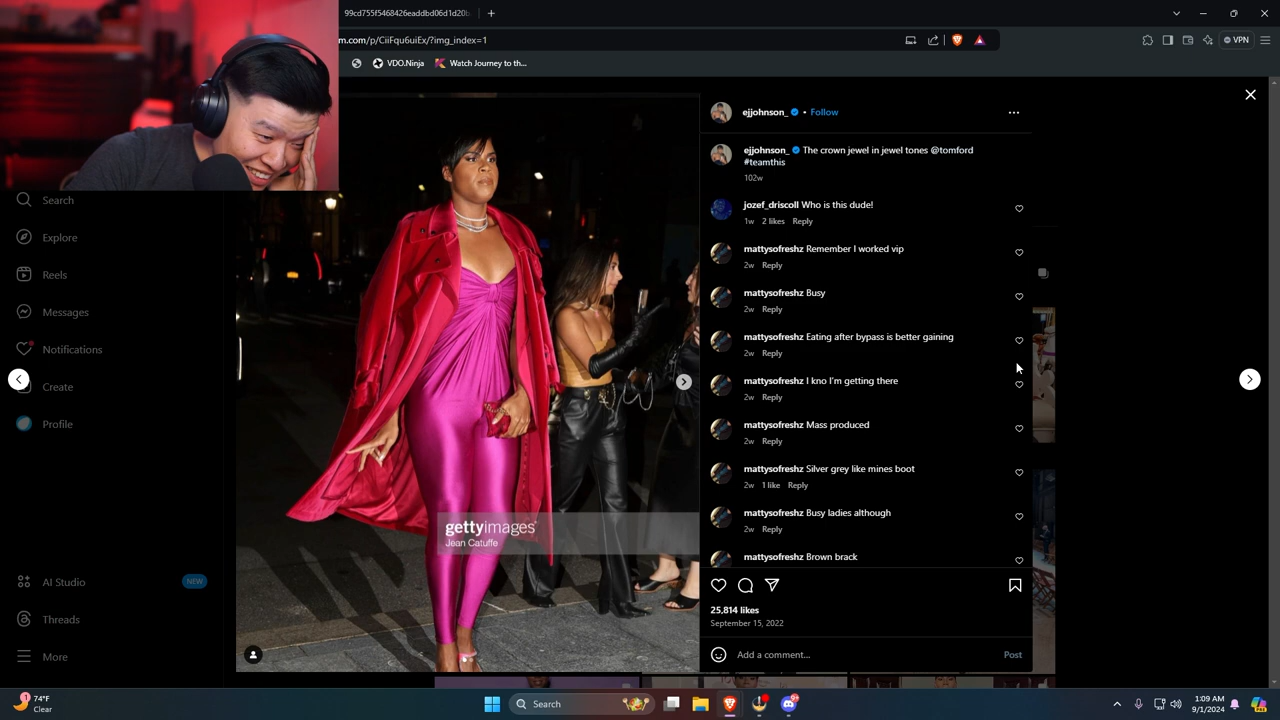 99cd755f5468426eaddbd06d1d20b
m.com/p/CiiFqu6uiEx/?img_index=1
VPN
VDO.Ninja
Watch Journey to th...
Search
Explore
Reels
Messages
Notifications
Create
Profile
AI Studio
NEW
Threads
More
gettyimages
Jean Catuffe
ejjohnson_ • Follow
ejjohnson_ The crown jewel in jewel tones @tomford
#teamthis
102w
jozef_driscoll Who is this dude!
1w 2 likes Reply
mattysofreshz Remember I worked vip
2w Reply
mattysofreshz Busy
2w Reply
mattysofreshz Eating after bypass is better gaining
2w Reply
mattysofreshz I kno I'm getting there
2w Reply
mattysofreshz Mass produced
2w Reply
mattysofreshz Silver grey like mines boot
2w 1 like Reply
mattysofreshz Busy ladies although
2w Reply
mattysofreshz Brown brack
25,814 likes
September 15, 2022
Add a comment...
Post
1
74°F
Clear
Search
1:09 AM
9/1/2024